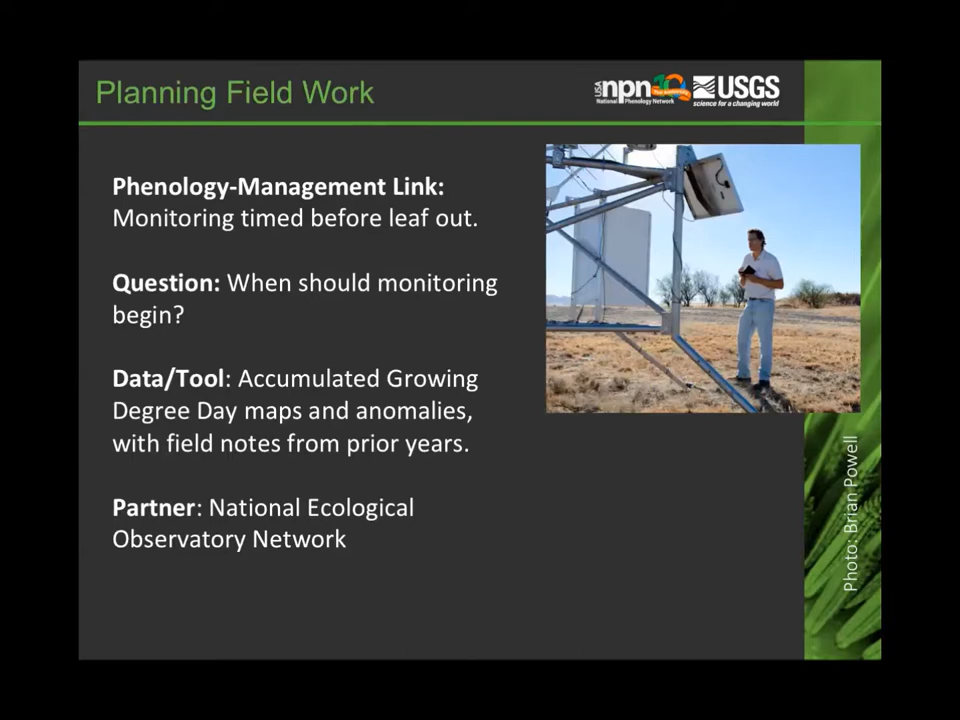 Planning Field Work
USA npn 10
National Phenology Network
USGS
science for a changing world
Phenology-Management Link:
Monitoring timed before leaf out.
Question: When should monitoring
begin?
Data/Tool: Accumulated Growing
Degree Day maps and anomalies,
with field notes from prior years.
Partner: National Ecological
Observatory Network
Photo: Brian Powell